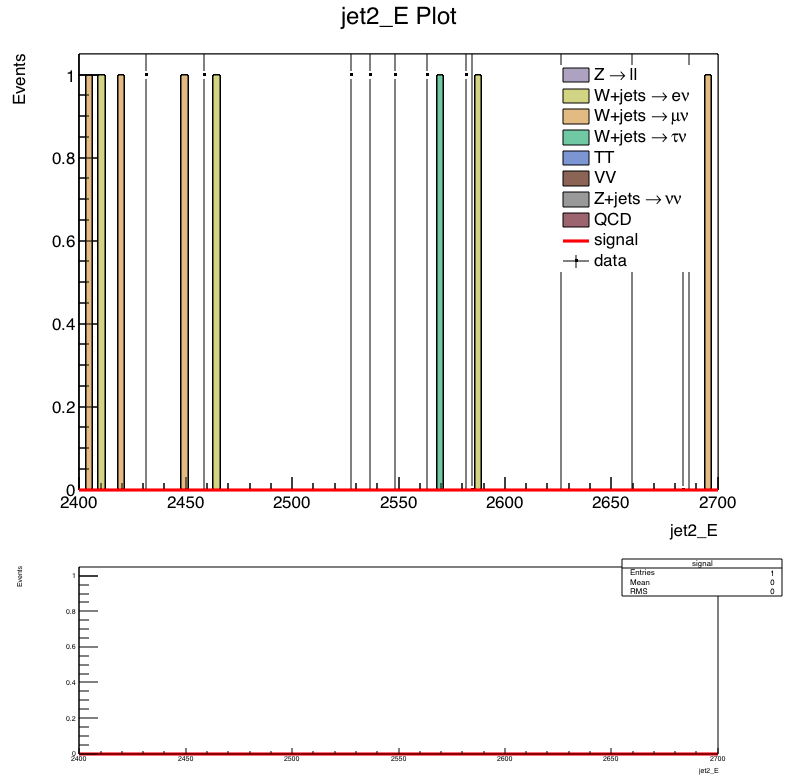 jet2_E Plot
Events
1
0.8
0.6
0.4
0.2
0
2400 2450 2500 2550 2600 2650 2700
jet2_E
Z → ll
W+jets → eν
W+jets → μν
W+jets → τν
TT
VV
Z+jets → νν
QCD
signal
data
Events
1
0.8
0.6
0.4
0.2
0
2400 2450 2500 2550 2600 2650 2700
jet2_E
signal
Entries 1
Mean 0
RMS 0